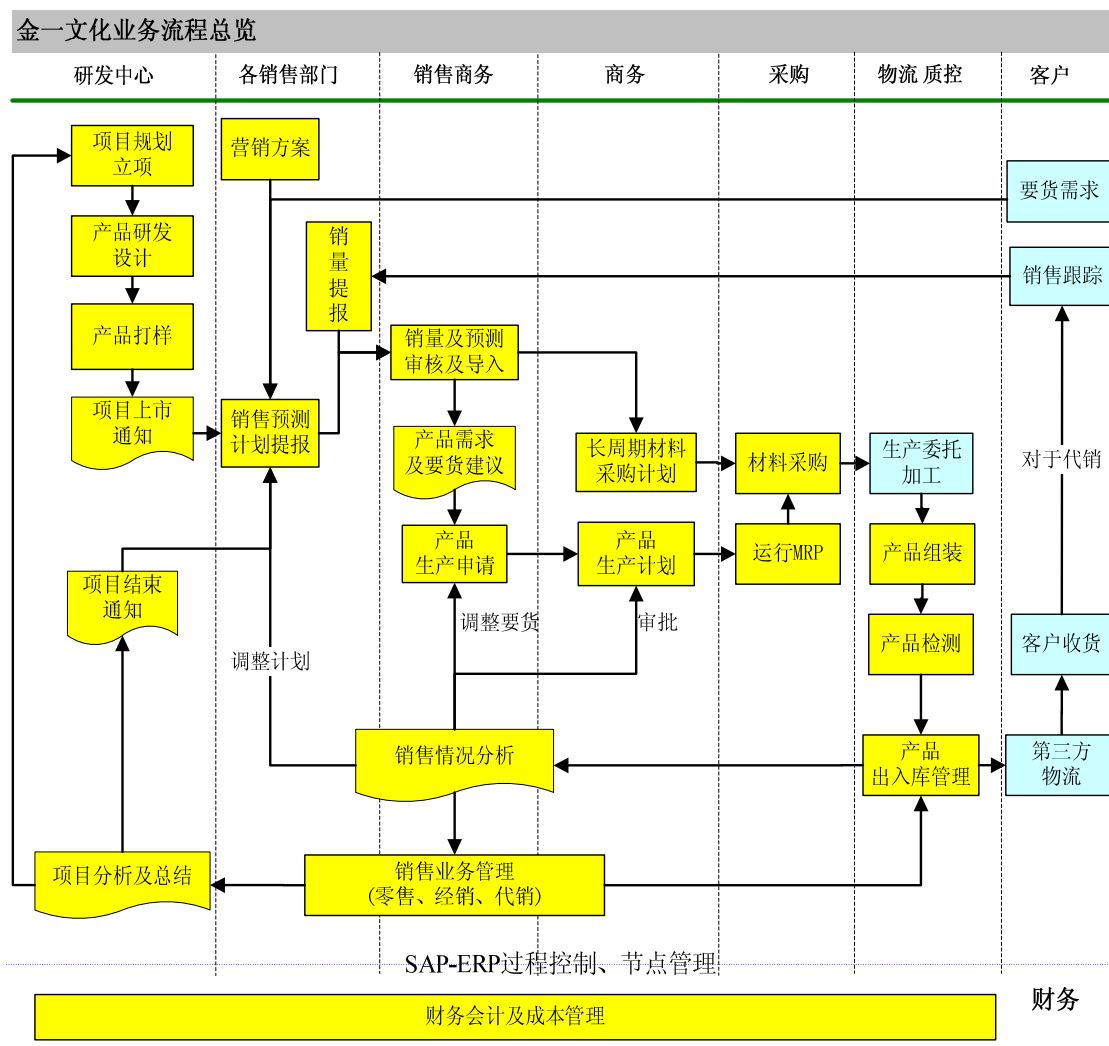 金一文化业务流程总览
研发中心
各销售部门
销售商务
商务
采购
物流 质控
客户
项目规划
立项
营销方案
要货需求
产品研发
设计
销
量
提
报
销售跟踪
产品打样
销量及预测
审核及导入
项目上市
通知
销售预测
计划提报
产品需求
及要货建议
长周期材料
采购计划
材料采购
生产委托
加工
对于代销
产品
生产申请
产品
生产计划
运行MRP
产品组装
项目结束
通知
调整要货
审批
产品检测
客户收货
调整计划
销售情况分析
产品
出入库管理
第三方
物流
项目分析及总结
销售业务管理
(零售、经销、代销)
SAP-ERP过程控制、节点管理
财务
财务会计及成本管理